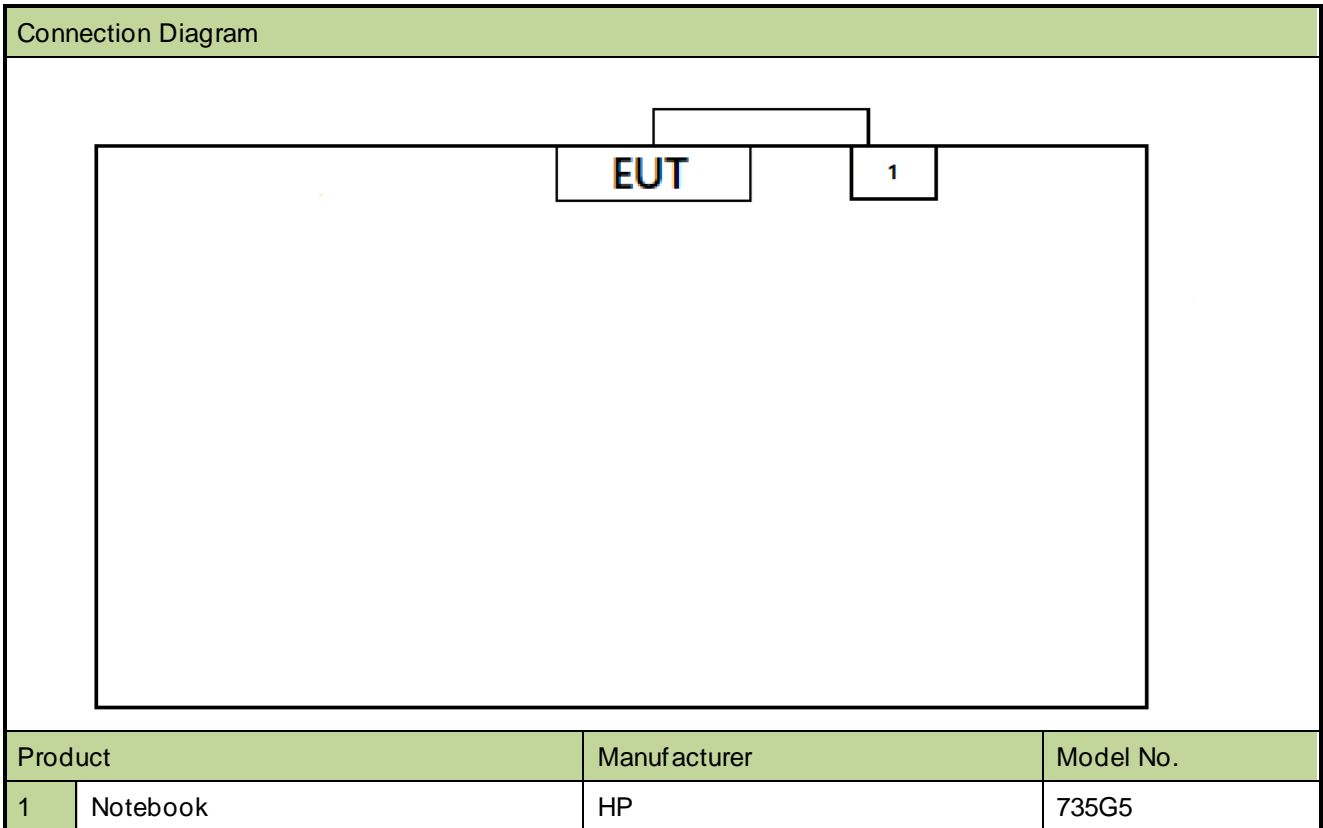 Connection Diagram
EUT 1
Product Manufacturer Model No.
1 Notebook HP 735G5